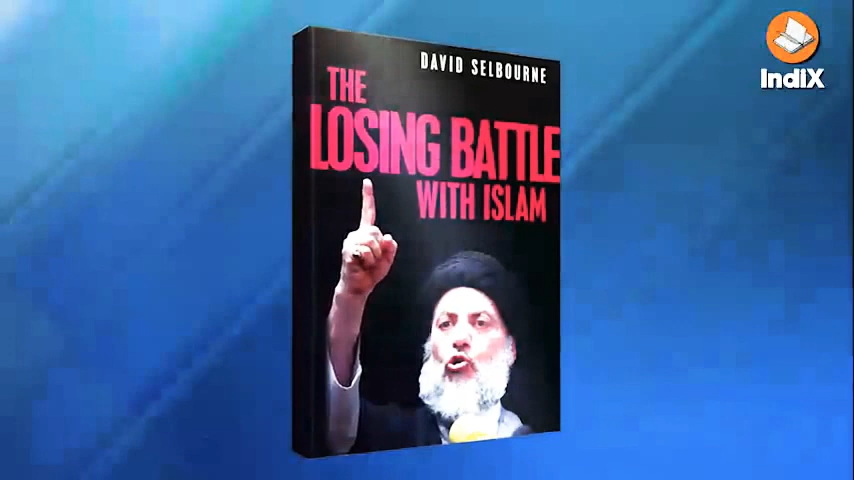 IndiX
DAVID SELBOURNE
THE
LOSING BATTLE
WITH ISLAM